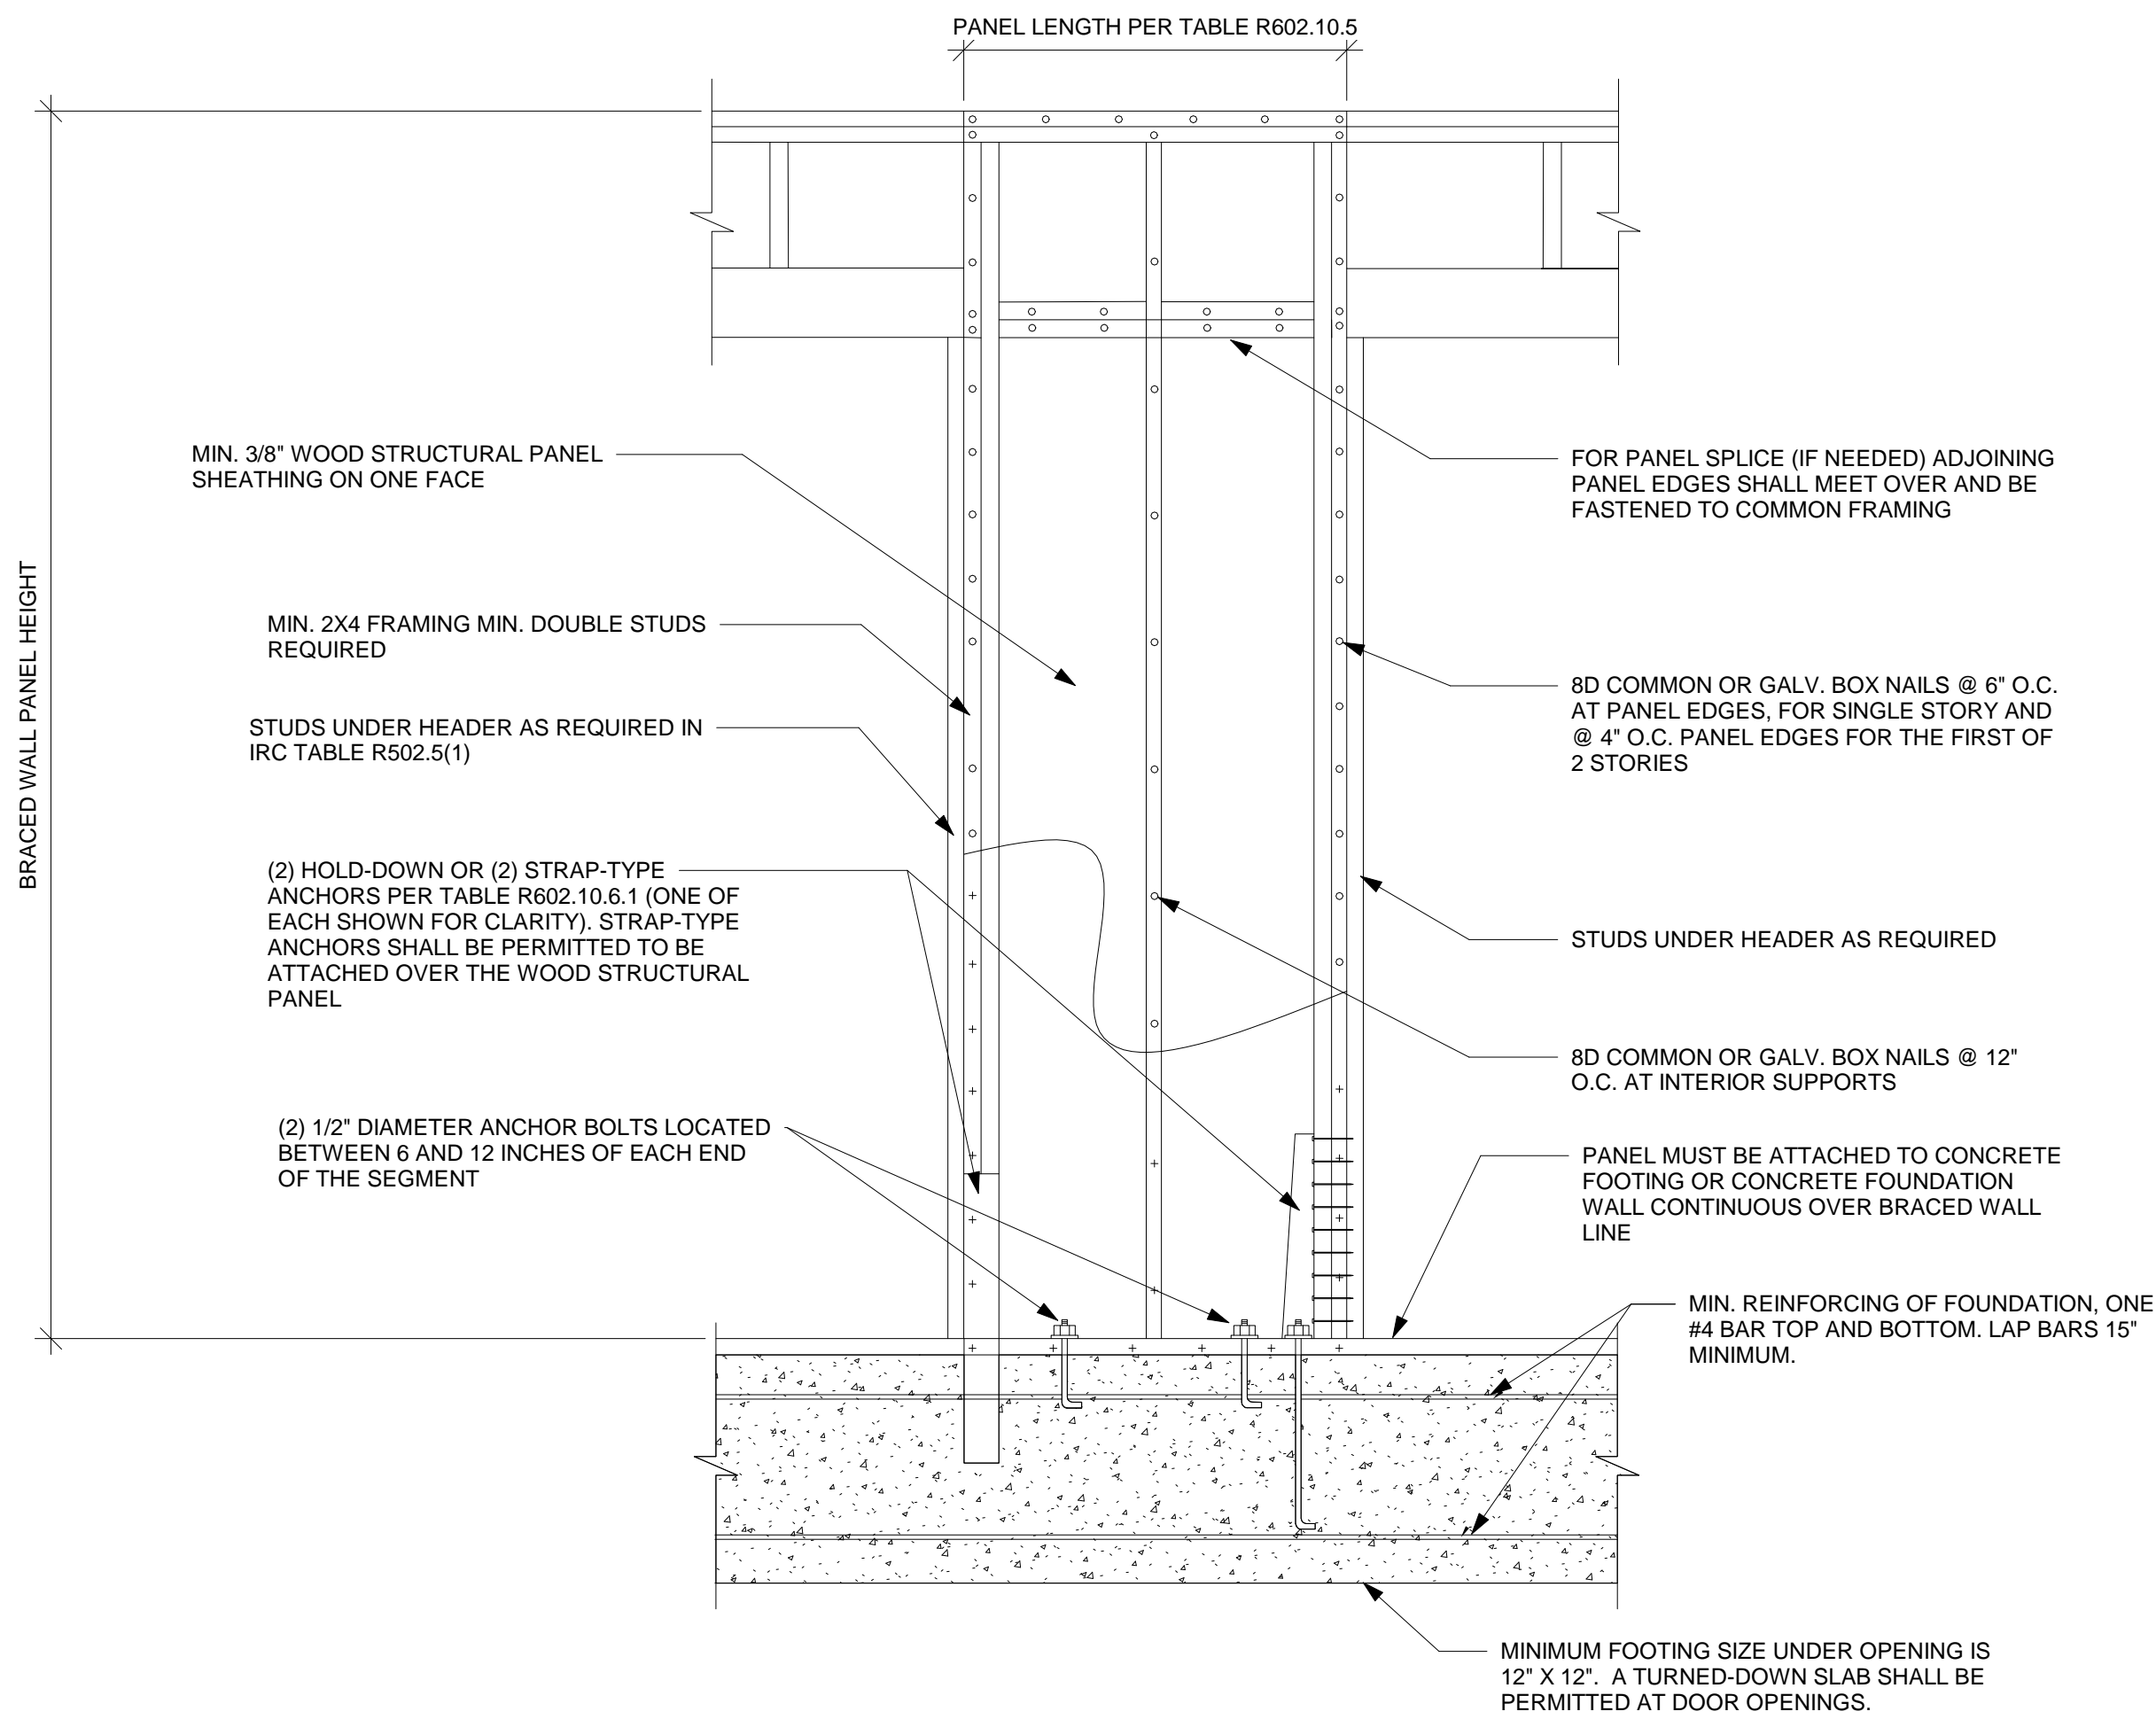 PANEL LENGTH PER TABLE R602.10.5
BRACED WALL PANEL HEIGHT
MIN. 3/8" WOOD STRUCTURAL PANEL
SHEATHING ON ONE FACE
MIN. 2X4 FRAMING MIN. DOUBLE STUDS
REQUIRED
STUDS UNDER HEADER AS REQUIRED IN
IRC TABLE R502.5(1)
(2) HOLD-DOWN OR (2) STRAP-TYPE
ANCHORS PER TABLE R602.10.6.1 (ONE OF
EACH SHOWN FOR CLARITY). STRAP-TYPE
ANCHORS SHALL BE PERMITTED TO BE
ATTACHED OVER THE WOOD STRUCTURAL
PANEL
(2) 1/2" DIAMETER ANCHOR BOLTS LOCATED
BETWEEN 6 AND 12 INCHES OF EACH END
OF THE SEGMENT
FOR PANEL SPLICE (IF NEEDED) ADJOINING
PANEL EDGES SHALL MEET OVER AND BE
FASTENED TO COMMON FRAMING
8D COMMON OR GALV. BOX NAILS @ 6" O.C.
AT PANEL EDGES, FOR SINGLE STORY AND
@ 4" O.C. PANEL EDGES FOR THE FIRST OF
2 STORIES
STUDS UNDER HEADER AS REQUIRED
8D COMMON OR GALV. BOX NAILS @ 12"
O.C. AT INTERIOR SUPPORTS
PANEL MUST BE ATTACHED TO CONCRETE
FOOTING OR CONCRETE FOUNDATION
WALL CONTINUOUS OVER BRACED WALL
LINE
MIN. REINFORCING OF FOUNDATION, ONE
#4 BAR TOP AND BOTTOM. LAP BARS 15"
MINIMUM.
MINIMUM FOOTING SIZE UNDER OPENING IS
12" X 12". A TURNED-DOWN SLAB SHALL BE
PERMITTED AT DOOR OPENINGS.